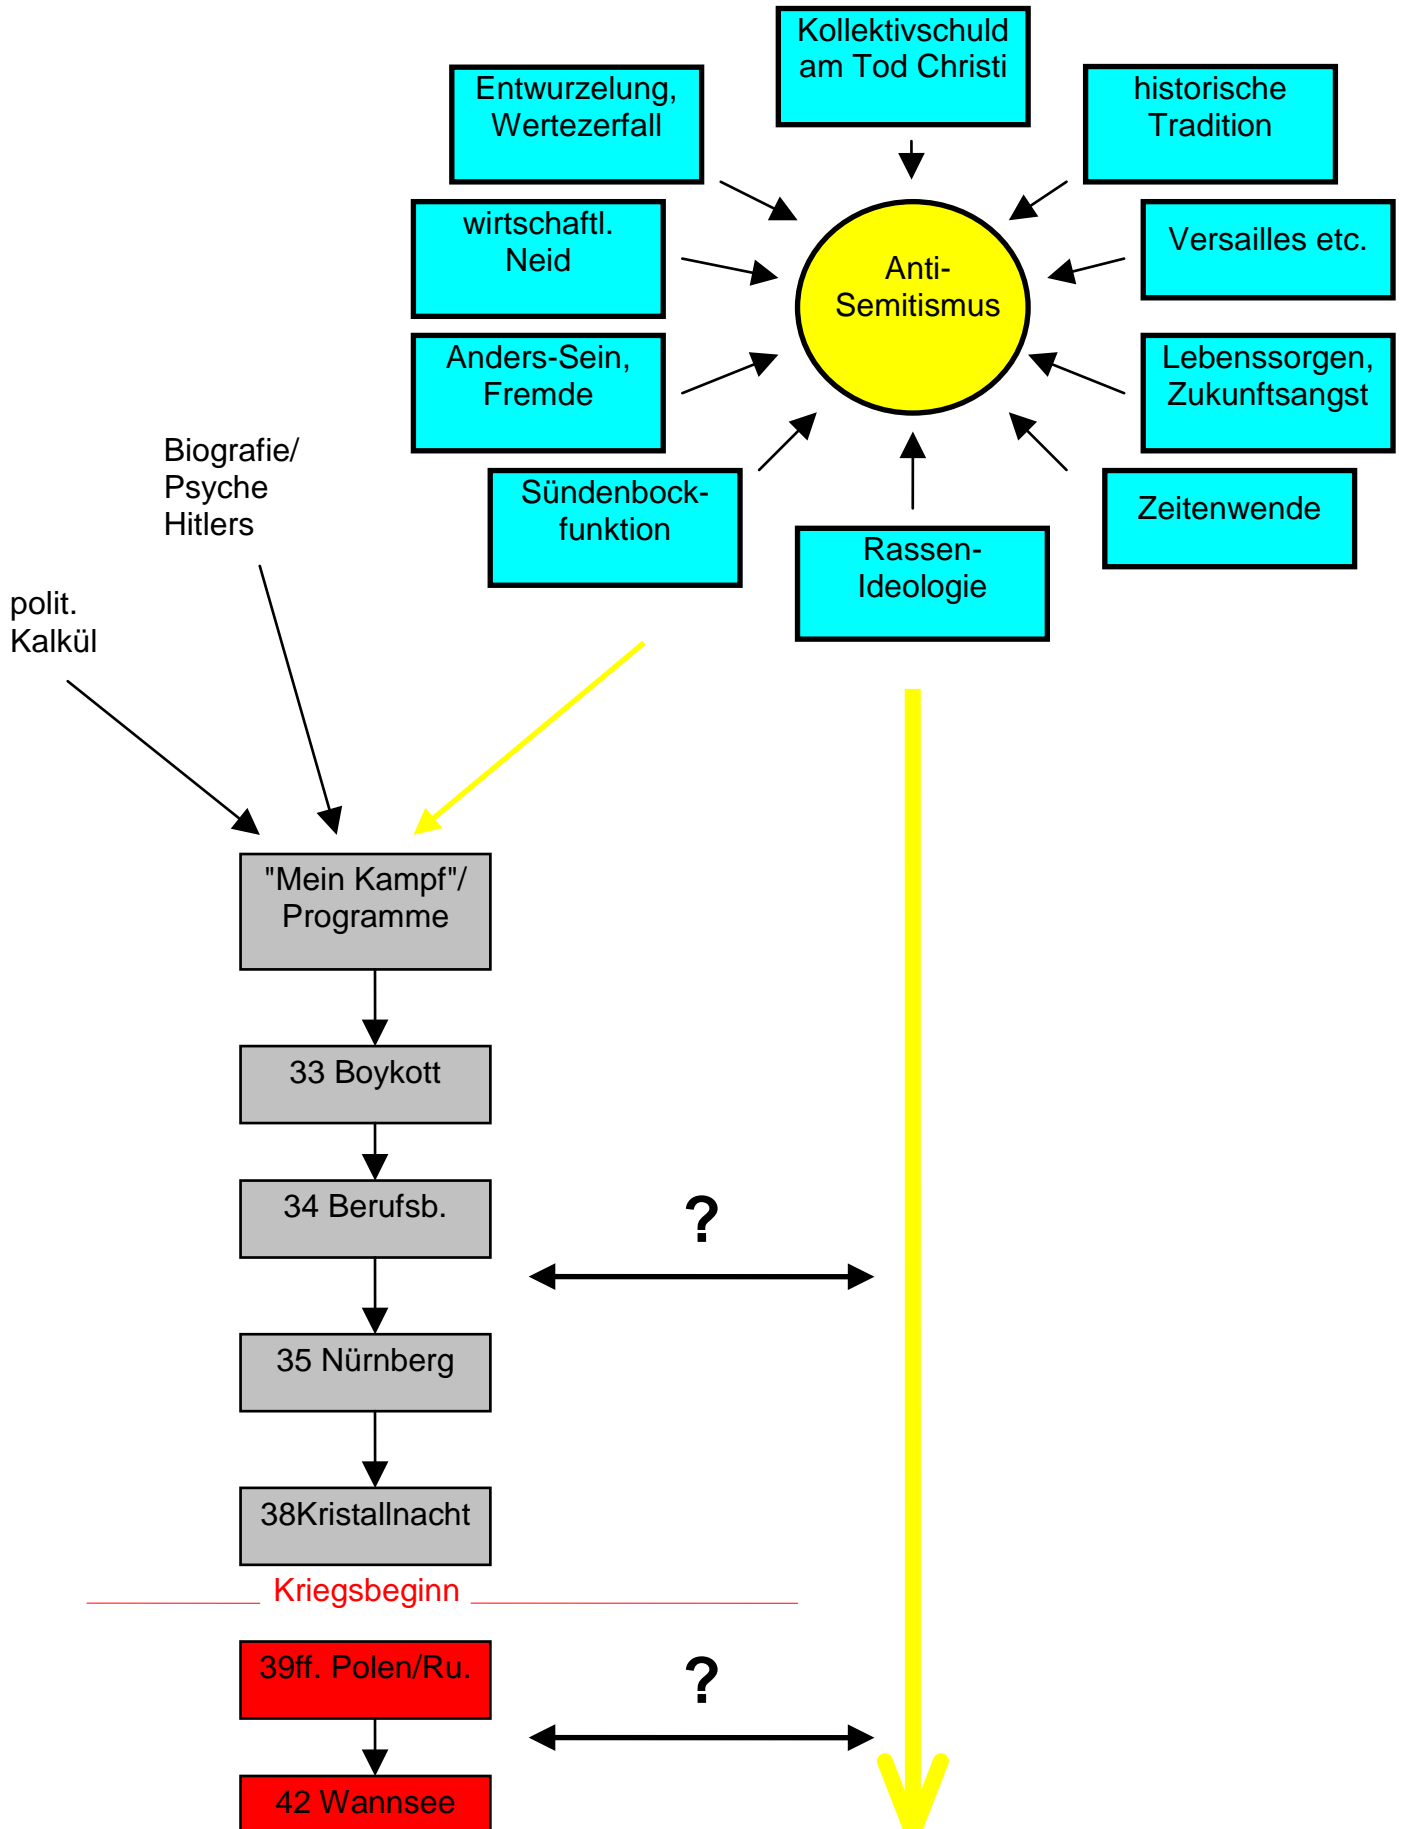 Kollektivschuld
am Tod Christi
Entwurzelung,
Wertezerfall
historische
Tradition
wirtschaftl.
Neid
Versailles etc.
Anti-
Semitismus
Anders-Sein,
Fremde
Lebenssorgen,
Zukunftsangst
Biografie/
Psyche
Hitlers
Sündenbock-
funktion
Zeitenwende
Rassen-
Ideologie
polit.
Kalkül
"Mein Kampf"/
Programme
33 Boykott
34 Berufsb.
?
35 Nürnberg
38Kristallnacht
Kriegsbeginn
39ff. Polen/Ru.
?
42 Wannsee